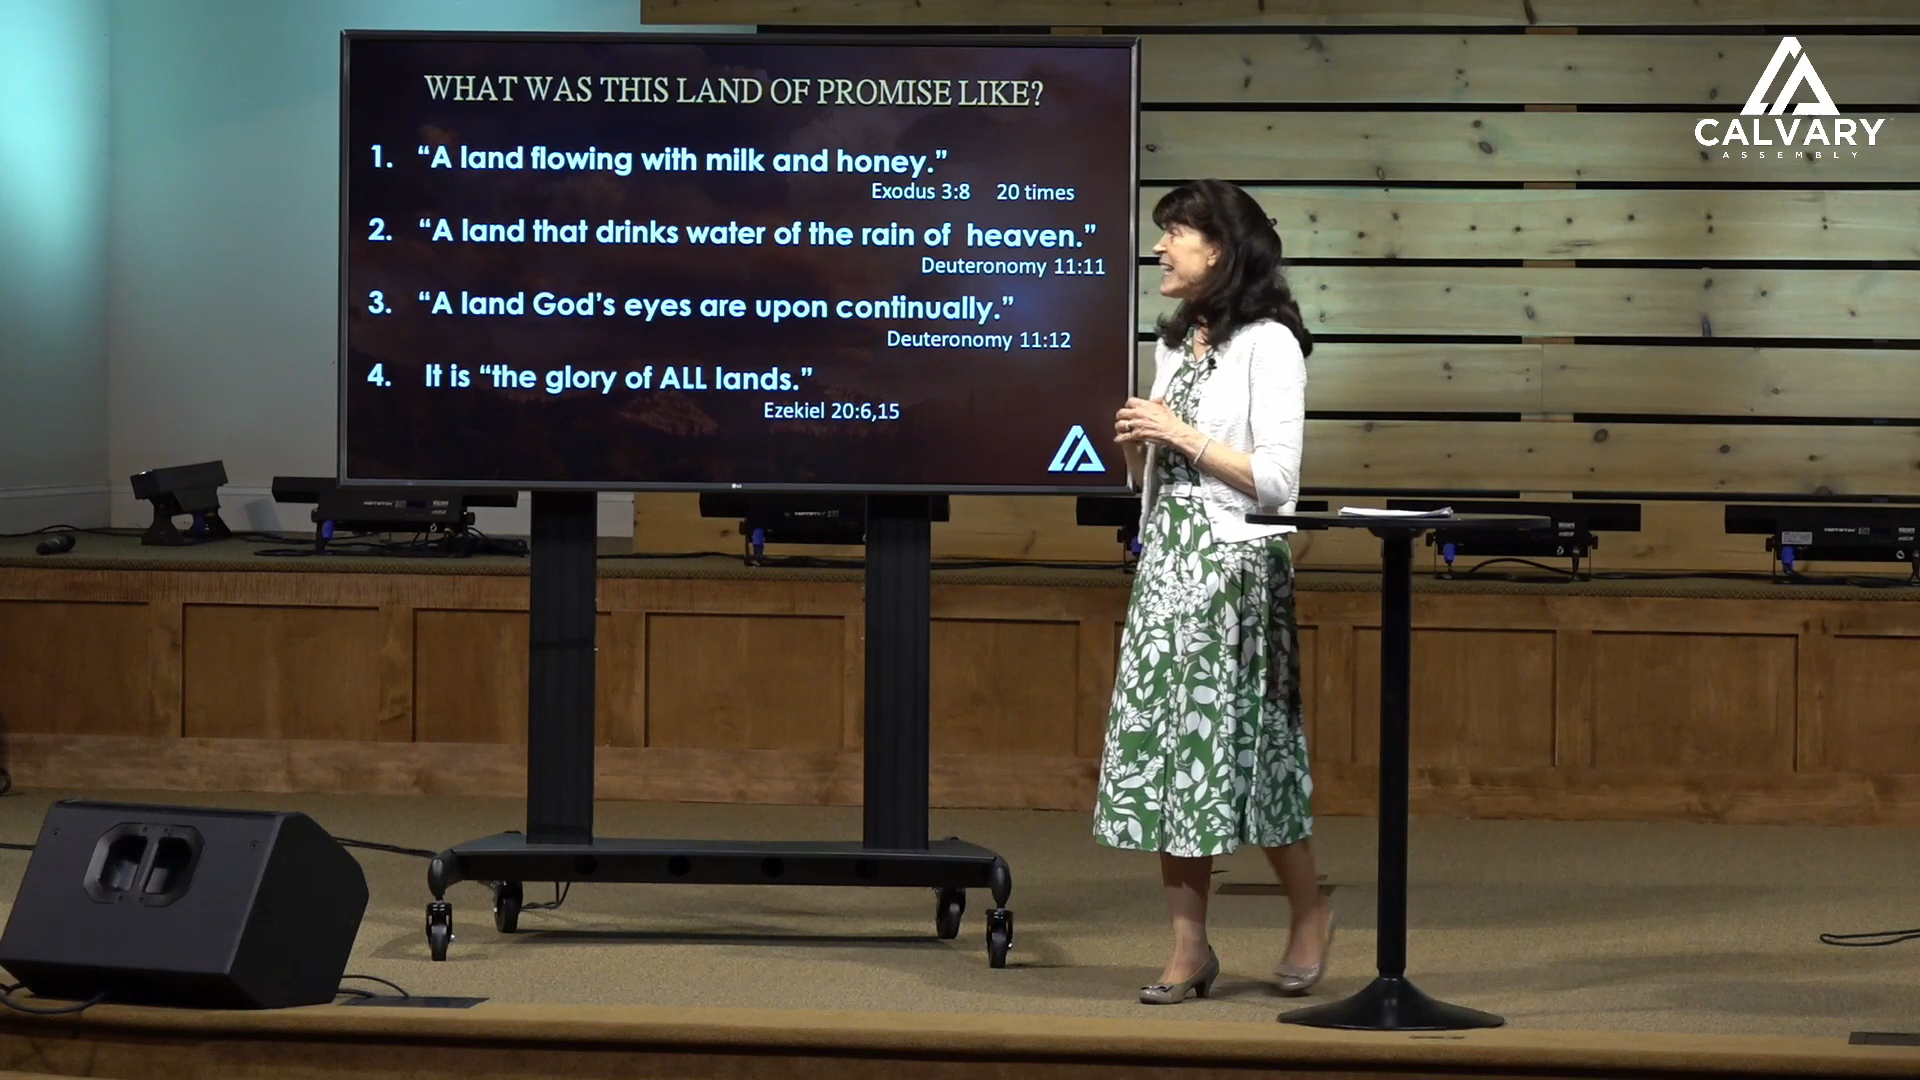 WHAT WAS THIS LAND OF PROMISE LIKE?
1. “A land flowing with milk and honey.”
Exodus 3:8 20 times
2. “A land that drinks water of the rain of heaven.”
Deuteronomy 11:11
3. “A land God’s eyes are upon continually.”
Deuteronomy 11:12
4. It is “the glory of ALL lands.”
Ezekiel 20:6,15
LG
CALVARY
ASSEMBLY